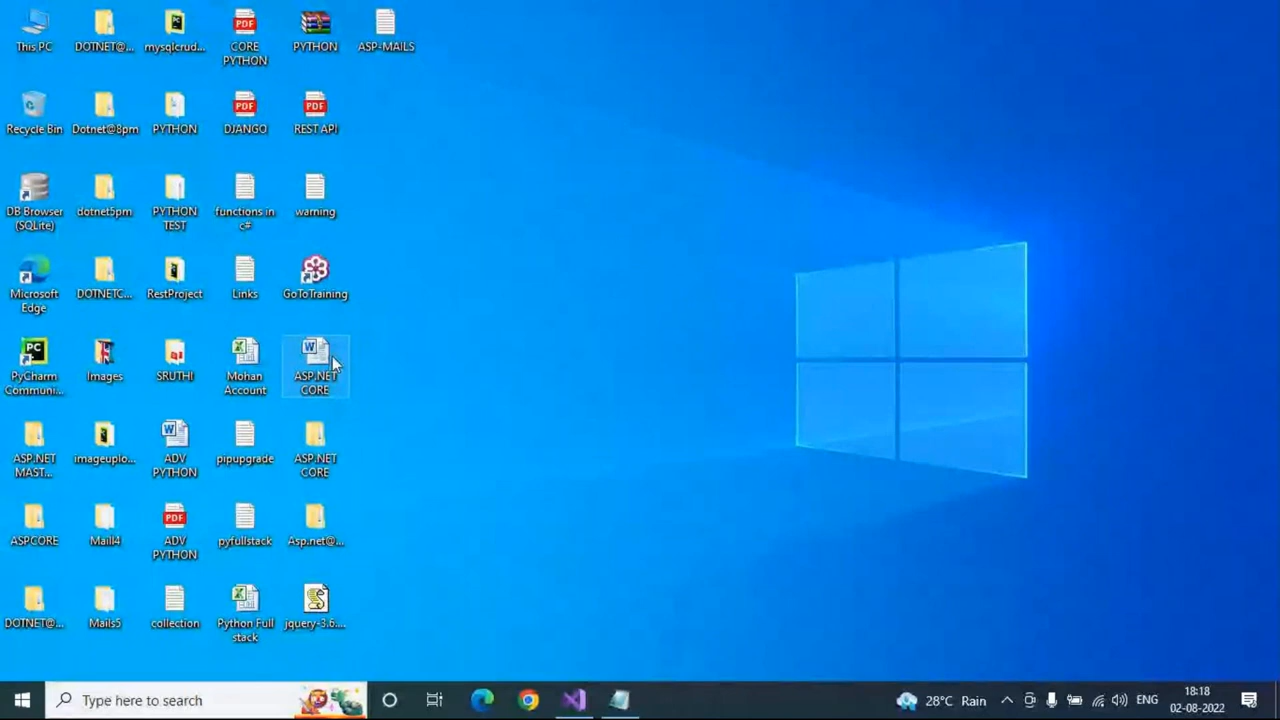 This PC
DOTNET@...
mysqlcrud...
CORE
PYTHON
PYTHON
ASP-MAILS
Recycle Bin
Dotnet@8pm
PYTHON
DJANGO
REST API
DB Browser
(SQLite)
dotnet5pm
PYTHON
TEST
functions in
c#
warning
Microsoft
Edge
DOTNETC...
RestProject
Links
GoToTraining
PyCharm
Communi...
Images
SRUTHI
Mohan
Account
ASP.NET
CORE
ASP.NET
MAST...
imageuplo...
ADV
PYTHON
pipupgrade
ASP.NET
CORE
ASPCORE
Maill4
ADV
PYTHON
pyfullstack
Asp.net@...
DOTNET@...
Mails5
collection
Python Full
stack
jquery-3.6....
Type here to search
28°C Rain
ENG
18:18
02-08-2022